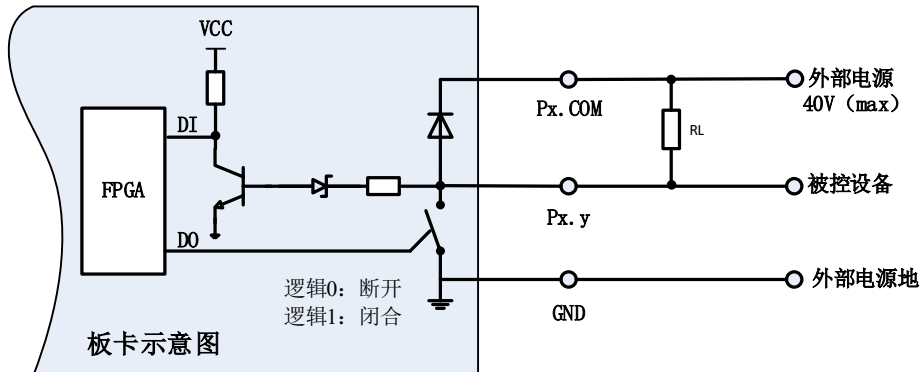 VCC
外部电源
40V（max）
Px.COM
DI
RL
FPGA
被控设备
Px.y
DO
外部电源地
逻辑0：断开
逻辑1：闭合
GND
板卡示意图